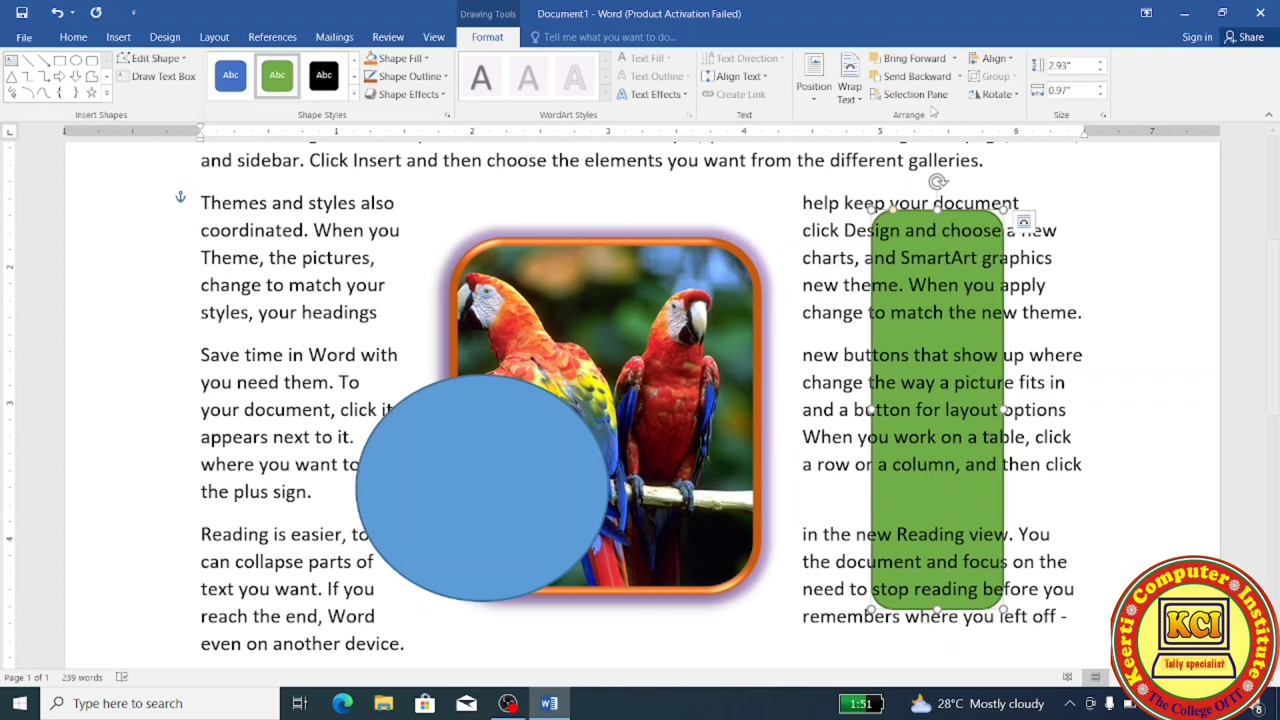 Drawing Tools
Document1 - Word (Product Activation Failed)
File
Home
Insert
Design
Layout
References
Mailings
Review
View
Format
Tell me what you want to do...
Sign in
Share
Edit Shape
Draw Text Box
Insert Shapes
Abc
Abc
Abc
Shape Fill
Shape Outline
Shape Effects
Shape Styles
A
A
A
Text Fill
Text Outline
Text Effects
WordArt Styles
Text Direction
Align Text
Create Link
Text
Position
Wrap
Text
Bring Forward
Send Backward
Selection Pane
Align
Group
Rotate
Arrange
2.93"
0.97"
Size
1 1 2 3 4 5 6 7
and sidebar. Click Insert and then choose the elements you want from the different galleries.
Themes and styles also help keep your document
coordinated. When you click Design and choose a new
Theme, the pictures, charts, and SmartArt graphics
change to match your new theme. When you apply
styles, your headings change to match the new theme.
Save time in Word with new buttons that show up where
you need them. To change the way a picture fits in
your document, click it and a button for layout options
appears next to it. When you work on a table, click
where you want to a row or a column, and then click
the plus sign.
Reading is easier, too in the new Reading view. You
can collapse parts of the document and focus on the
text you want. If you need to stop reading before you
reach the end, Word remembers where you left off -
even on another device.
2
3
4
Page 1 of 1
239 words
Type here to search
1:51
28°C Mostly cloudy
8
Keerti Computer Institute
KCI
Tally specialist
The College Of IT